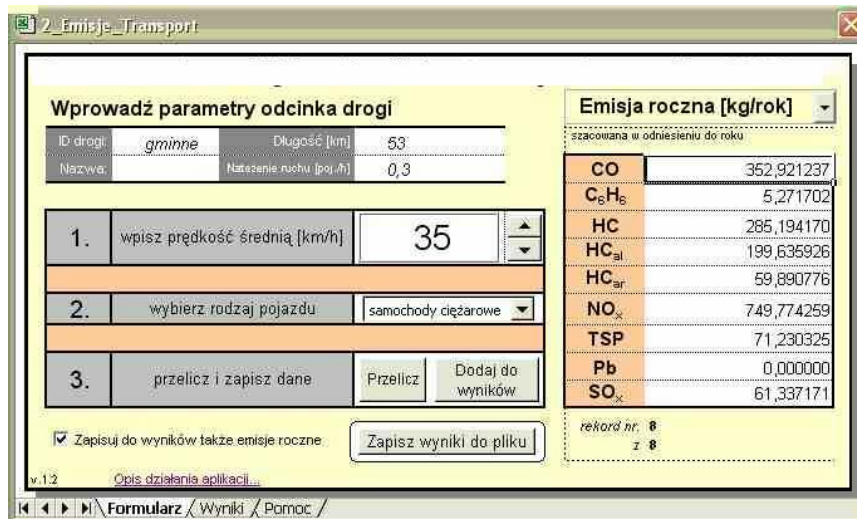 2_Emisje_Transport
Wprowadź parametry odcinka drogi
ID drogi: gminne Długość [km] 53
Nazwa: Natężenie ruchu [poj./h] 0,3
1. wpisz prędkość średnią [km/h] 35
2. wybierz rodzaj pojazdu samochody ciężarowe
3. przelicz i zapisz dane Przelicz Dodaj do wyników
Zapisuj do wyników także emisje roczne Zapisz wyniki do pliku
v.1.2 Opis działania aplikacji...
Emisja roczna [kg/rok]
szacowana w odniesieniu do roku
CO 352,921237
C₆H₆ 5,271702
HC 285,194170
HCal 199,635926
HCar 59,890776
NOx 749,774259
TSP 71,230325
Pb 0,000000
SOx 61,337171
rekord nr. 8
z 8
Formularz / Wyniki / Pomoc /